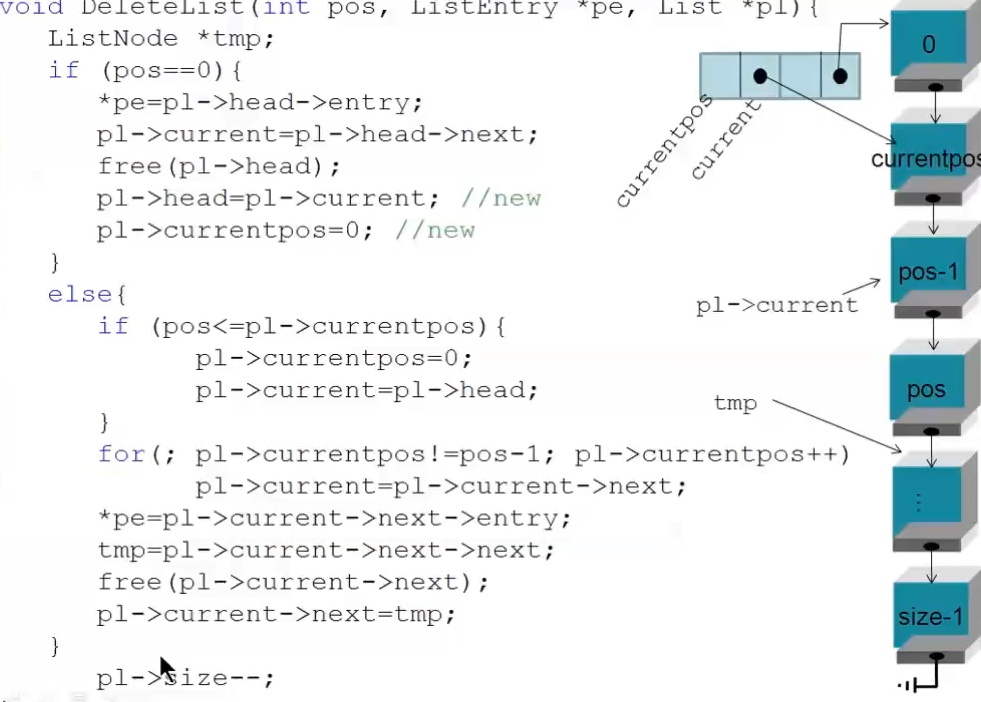 void DeleteList(int pos, ListEntry *pe, List *pl){
ListNode *tmp;
if (pos==0){
*pe=pl->head->entry;
pl->current=pl->head->next;
free(pl->head);
pl->head=pl->current; //new
pl->currentpos=0; //new
}
else{
if (pos<=pl->currentpos){
pl->currentpos=0;
pl->current=pl->head;
}
for(; pl->currentpos!=pos-1; pl->currentpos++)
pl->current=pl->current->next;
*pe=pl->current->next->entry;
tmp=pl->current->next->next;
free(pl->current->next);
pl->current->next=tmp;
}
pl->size--;
currentpos
current
pl->current
tmp
0
currentpos
pos-1
pos
...
size-1